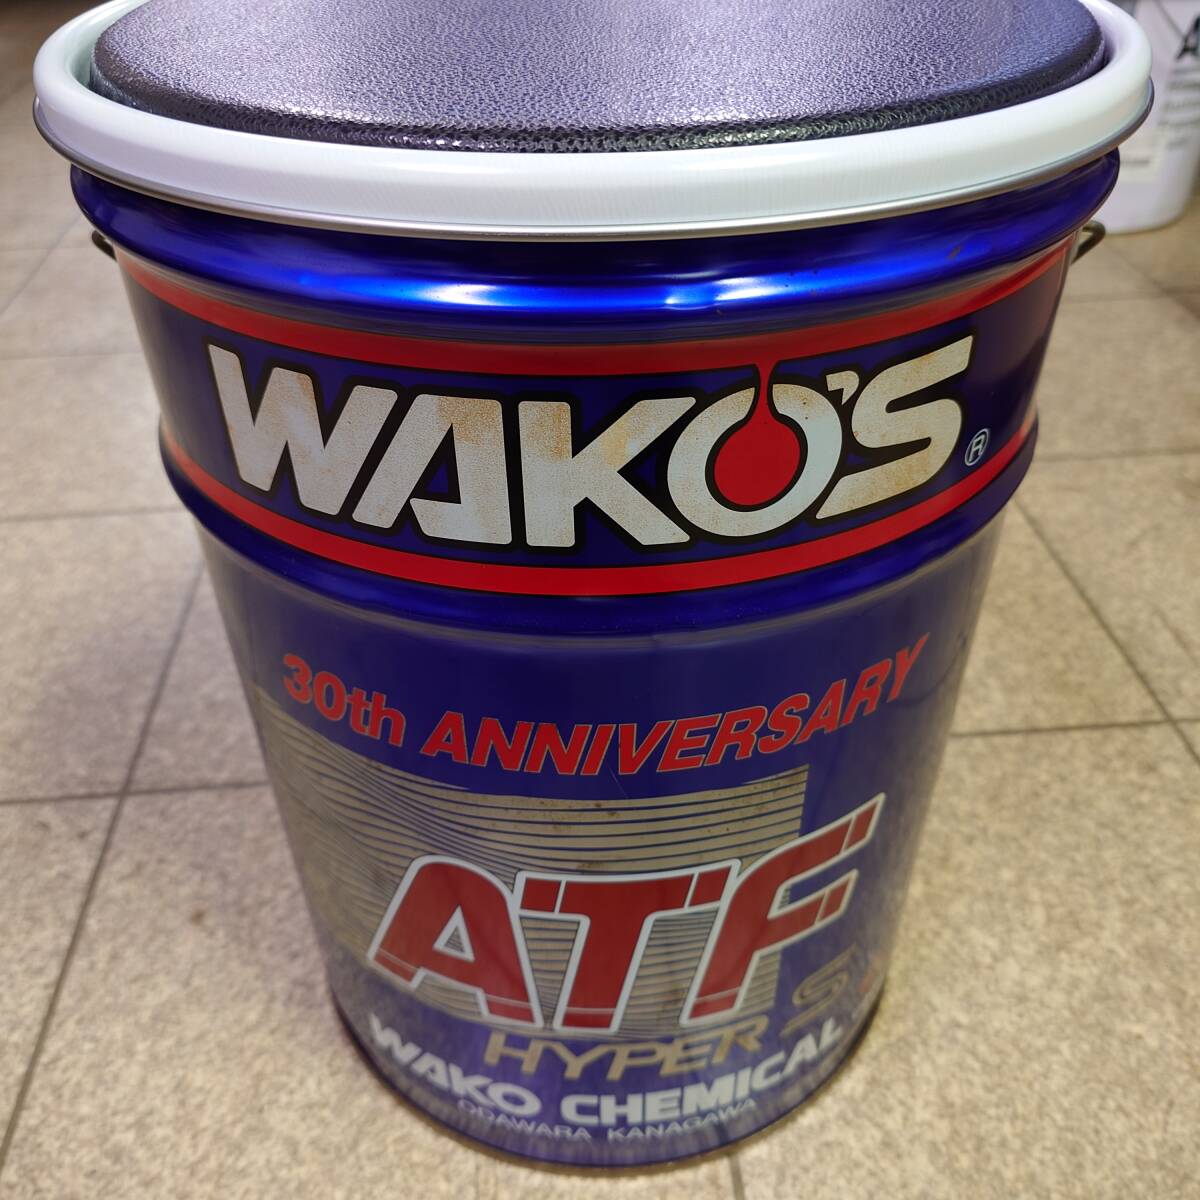 WAKO'S
®
30th ANNIVERSARY
ATF
HYPER S
WAKO CHEMICAL
ODAWARA KANAGAWA